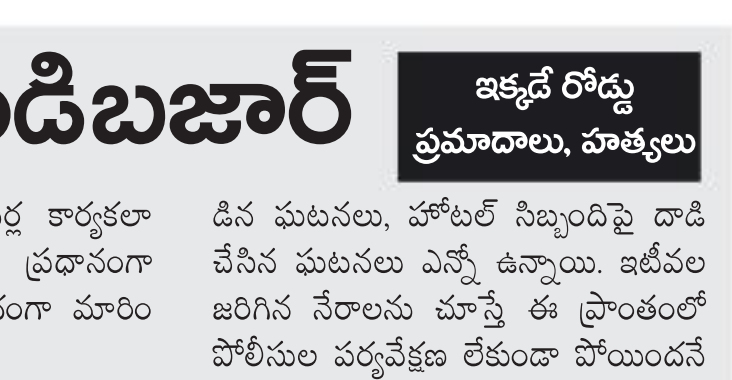 డిబజార్
ఇక్కడే రోడ్డు
ప్రమాదాలు, హత్యలు
కార్యకలా
ప్రధానంగా
మారిం
డిన ఘటనలు, హోటల్ సిబ్బందిపై దాడి
చేసిన ఘటనలు ఎన్నో ఉన్నాయి. ఇటీవల
జరిగిన నేరాలను చూస్తే ఈ ప్రాంతంలో
పోలీసుల పర్యవేక్షణ లేకుండా పోయిందనే